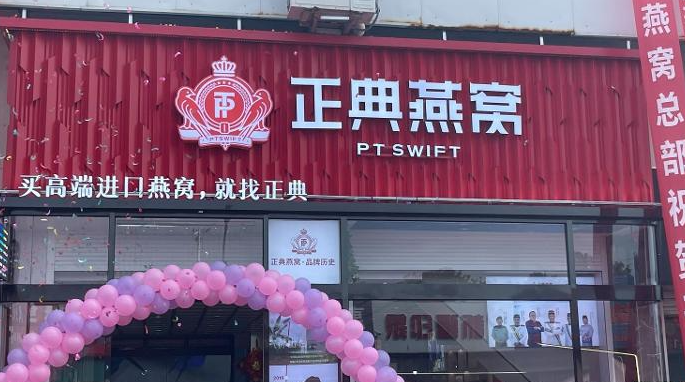 正典燕窝
PT SWIFT
PTSWIFT
买高端进口燕窝，就找正典
正典燕窝·品牌历史
燕窝总部祝贺